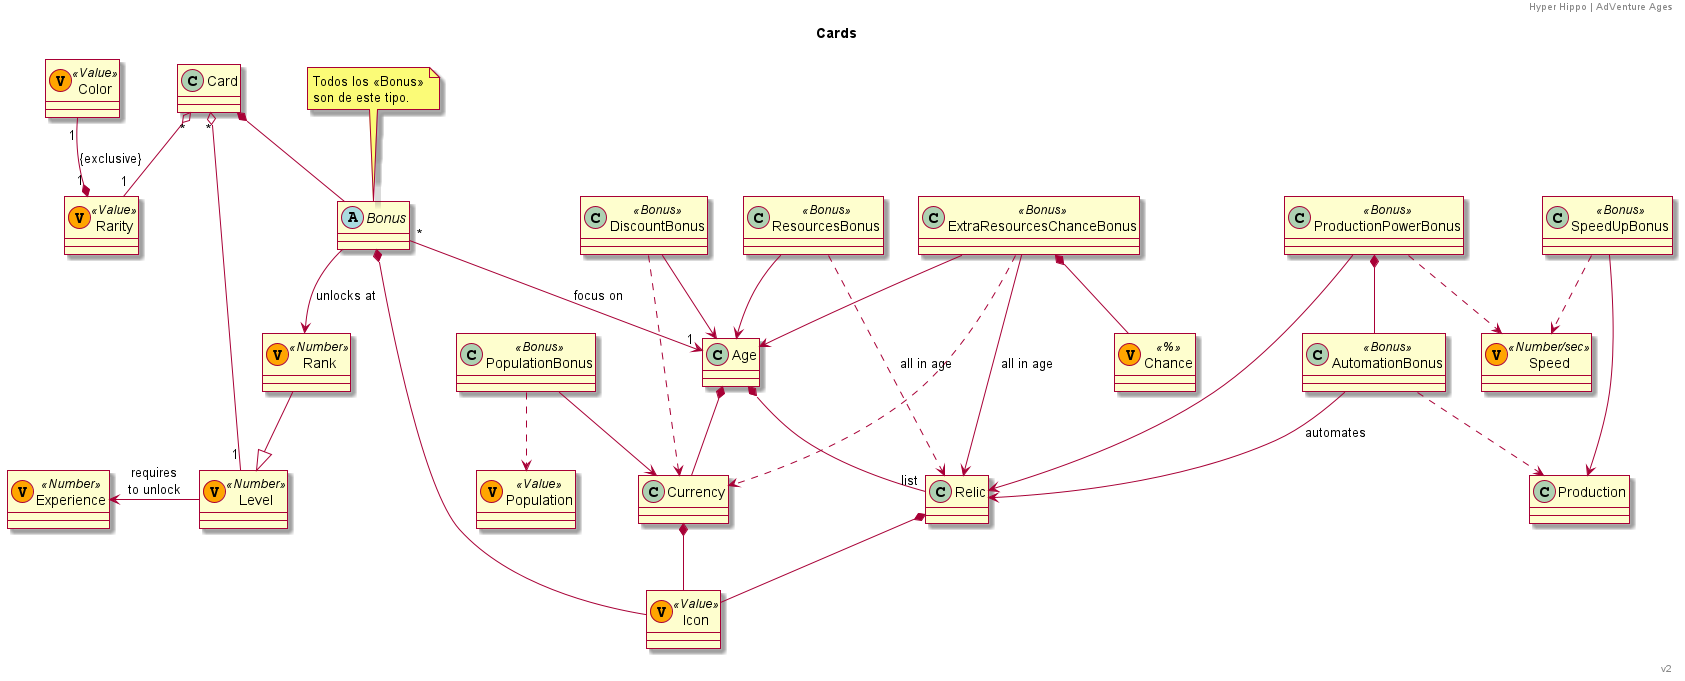 Hyper Hippo | AdVenture Ages
Cards
V
«Value»
Color
C Card
Todos los «Bonus»
son de este tipo.
1
*
*
{exclusive}
1
1
V
«Value»
Rarity
A Bonus
*
C
«Bonus»
DiscountBonus
C
«Bonus»
ResourcesBonus
C
«Bonus»
ExtraResourcesChanceBonus
C
«Bonus»
ProductionPowerBonus
C
«Bonus»
SpeedUpBonus
unlocks at
focus on
1
V
«Number»
Rank
C
«Bonus»
PopulationBonus
C Age
all in age
all in age
V
«%»
Chance
C
«Bonus»
AutomationBonus
V
«Number/sec»
Speed
automates
1
requires
to unlock
list
V
«Number»
Experience
V
«Number»
Level
V
«Value»
Population
C Currency
C Relic
C Production
V
«Value»
Icon
v2